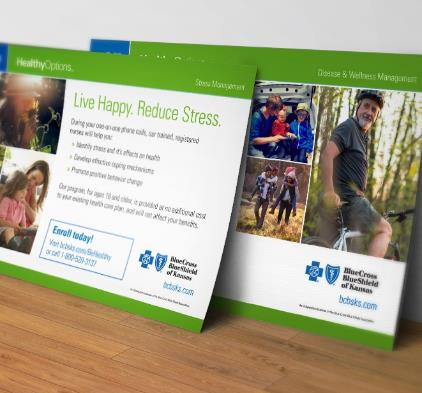 HealthyOptions
Stress Management
Live Happy. Reduce Stress.
During your one-on-one phone calls, our trained, registered
nurses will help you:
Identify stress and it's effects on health
Develop effective coping mechanisms
Promote positive behavior change
Our program, for ages 18 and older, is provided at no additional cost
to your existing health care plan, and will not affect your benefits.
Enroll today!
Visit bcbsks.com/BeHealthy
or call 1-800-520-3137
BlueCross
BlueShield
of Kansas
bcbsks.com
HealthyOptions
Disease & Wellness Management
BlueCross
BlueShield
of Kansas
bcbsks.com